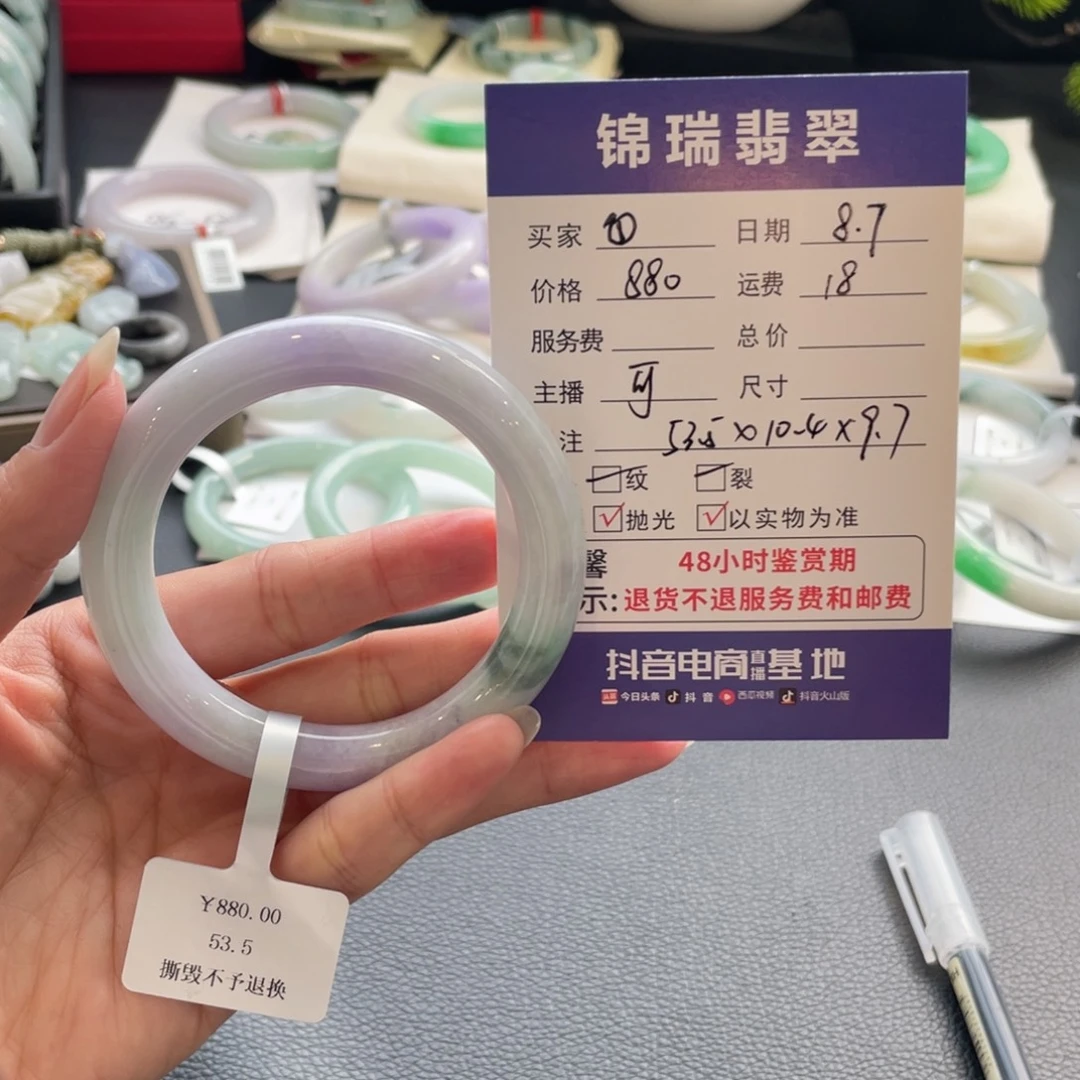 锦瑞翡翠
买家 日期 8.7
价格 880 运费 18
服务费 总价
主播 尺寸
注 53.5×10.4×9.7
纹 裂
抛光 以实物为准
馨 48小时鉴赏期
示: 退货不退服务费和邮费
抖音电商直播基地
头条 今日头条 抖音 西瓜视频 抖音火山版
¥880.00
53.5
撕毁不予退换